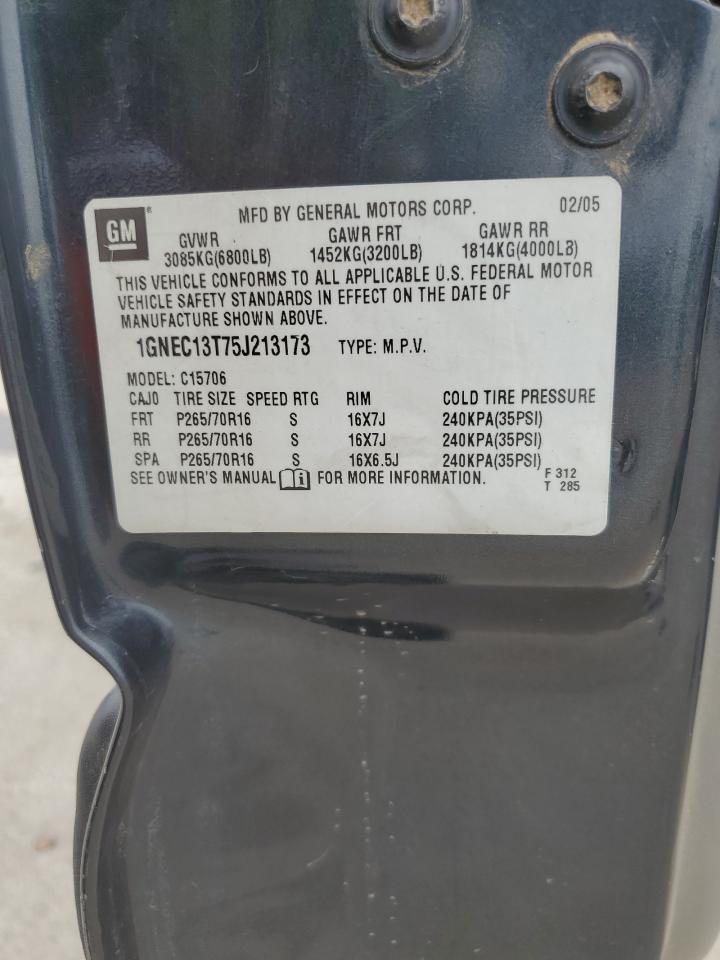 GM ® MFD BY GENERAL MOTORS CORP. 02/05
GVWR GAWR FRT GAWR RR
3085KG(6800LB) 1452KG(3200LB) 1814KG(4000LB)
THIS VEHICLE CONFORMS TO ALL APPLICABLE U.S. FEDERAL MOTOR
VEHICLE SAFETY STANDARDS IN EFFECT ON THE DATE OF
MANUFACTURE SHOWN ABOVE.
1GNEC13T75J213173 TYPE: M.P.V.
MODEL: C15706
CAJ0 TIRE SIZE SPEED RTG RIM COLD TIRE PRESSURE
FRT P265/70R16 S 16X7J 240KPA(35PSI)
RR P265/70R16 S 16X7J 240KPA(35PSI)
SPA P265/70R16 S 16X6.5J 240KPA(35PSI)
SEE OWNER'S MANUAL i FOR MORE INFORMATION.
F 312
T 285